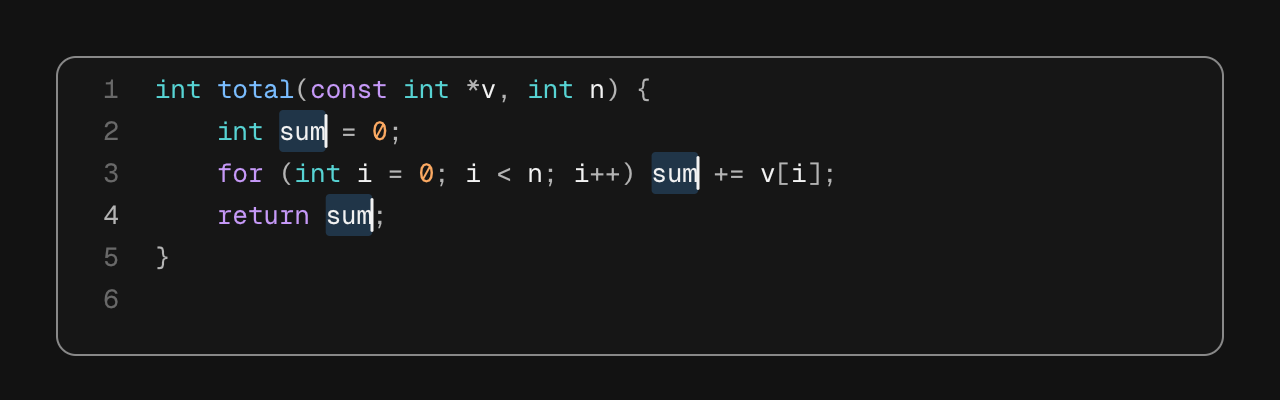 1 int total(const int *v, int n) {
2     int sum = 0;
3     for (int i = 0; i < n; i++) sum += v[i];
4     return sum;
5 }
6